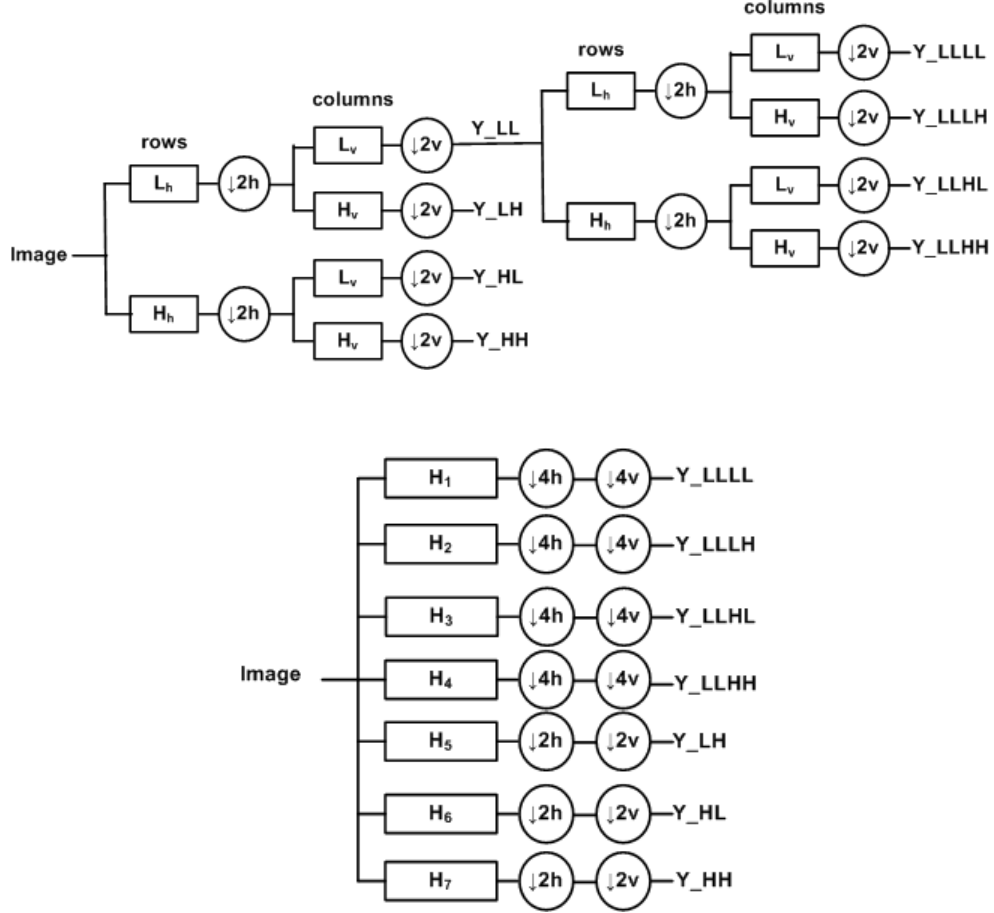 columns
rows
Lᵥ ↓2v Y_LLLL
columns
Lₕ ↓2h
Hᵥ ↓2v Y_LLLH
rows
Lᵥ ↓2v Y_LL
Lₕ ↓2h
Lᵥ ↓2v Y_LLHL
Hᵥ ↓2v Y_LH
Hₕ ↓2h
Image
Hᵥ ↓2v Y_LLHH
Lᵥ ↓2v Y_HL
Hₕ ↓2h
Hᵥ ↓2v Y_HH
H₁ ↓4h ↓4v Y_LLLL
H₂ ↓4h ↓4v Y_LLLH
H₃ ↓4h ↓4v Y_LLHL
Image
H₄ ↓4h ↓4v Y_LLHH
H₅ ↓2h ↓2v Y_LH
H₆ ↓2h ↓2v Y_HL
H₇ ↓2h ↓2v Y_HH